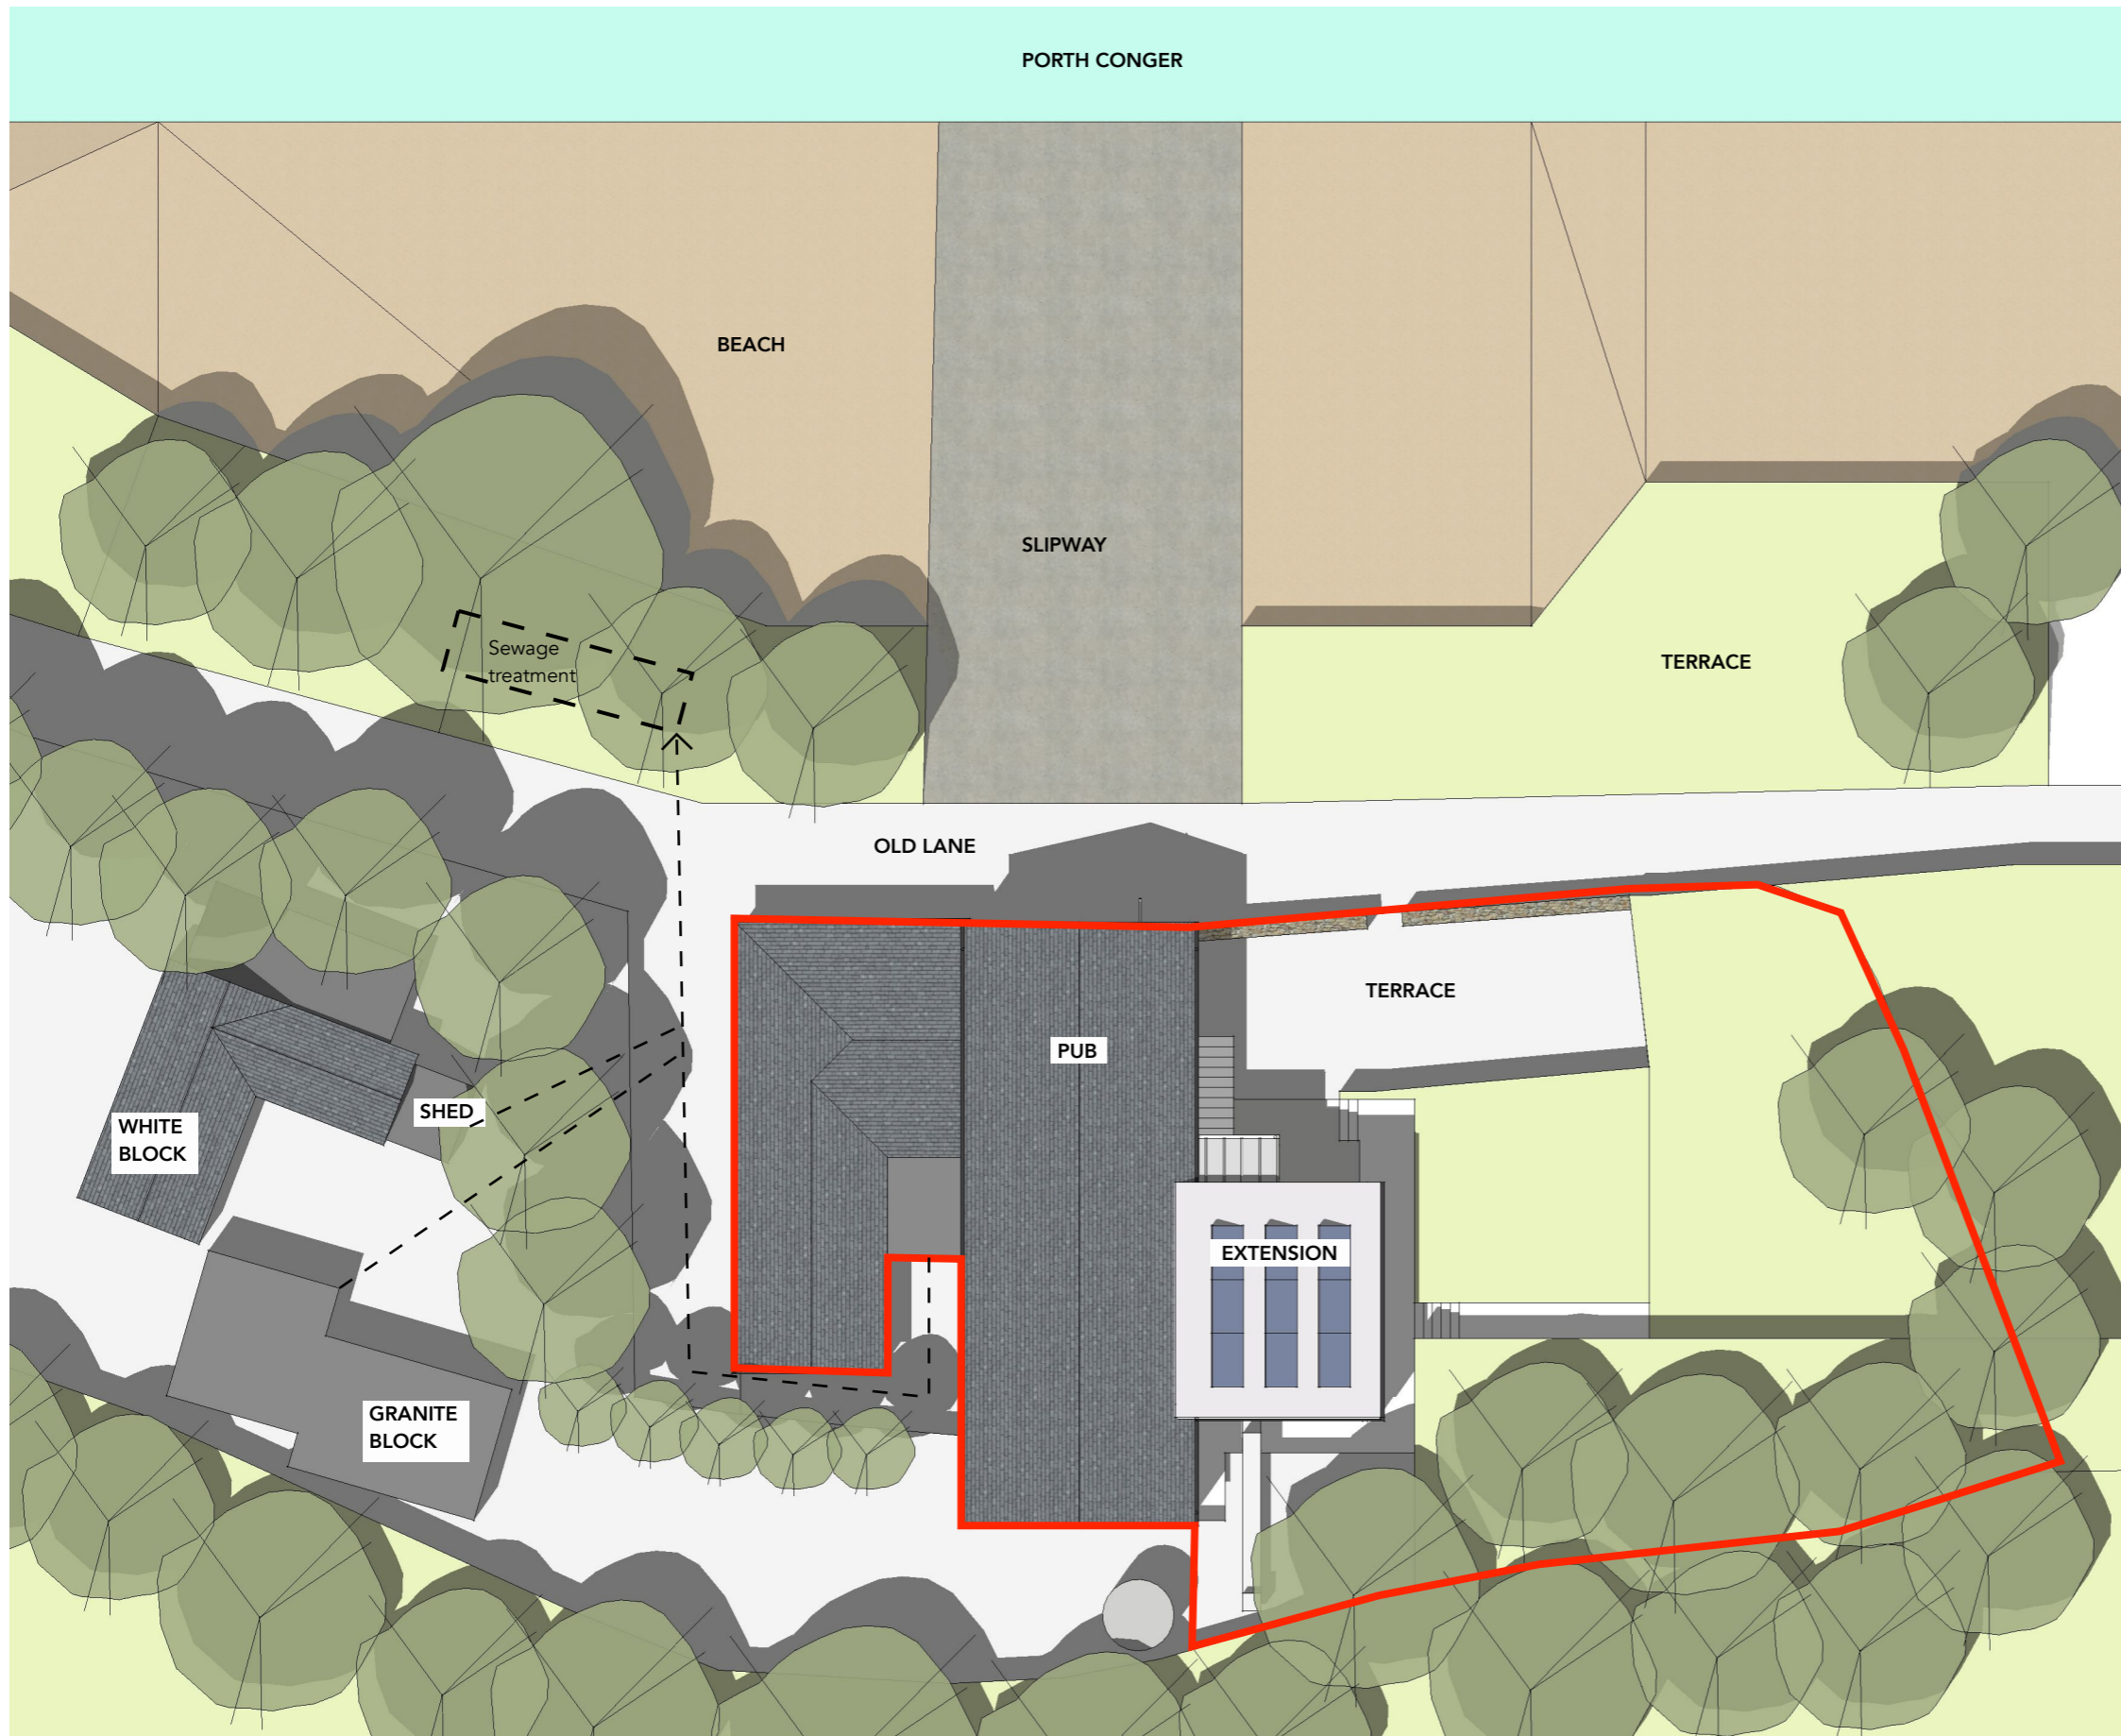 PORTH CONGER
BEACH
SLIPWAY
Sewage
treatment
TERRACE
OLD LANE
TERRACE
PUB
SHED
WHITE
BLOCK
EXTENSION
GRANITE
BLOCK